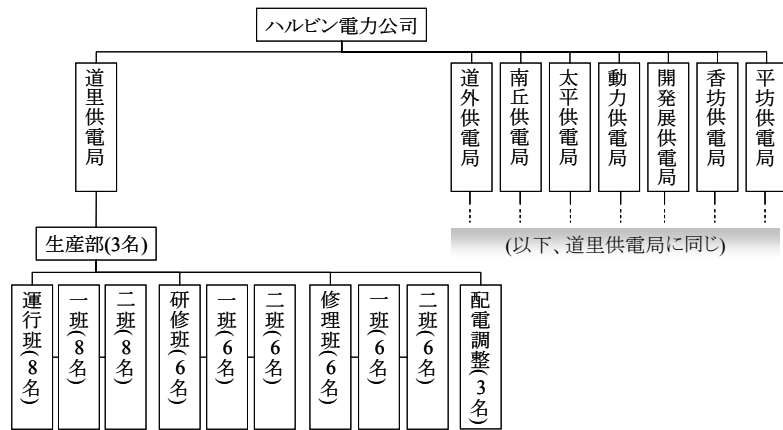 ハルビン電力公司
道里供電局
道外供電局
南丘供電局
太平供電局
動力供電局
開発展供電局
香坊供電局
平坊供電局
生産部(3名)
(以下、道里供電局に同じ)
運行班(8名)
一班(8名)
二班(8名)
研修班(6名)
一班(6名)
二班(6名)
修理班(6名)
一班(6名)
二班(6名)
配電調整(3名)